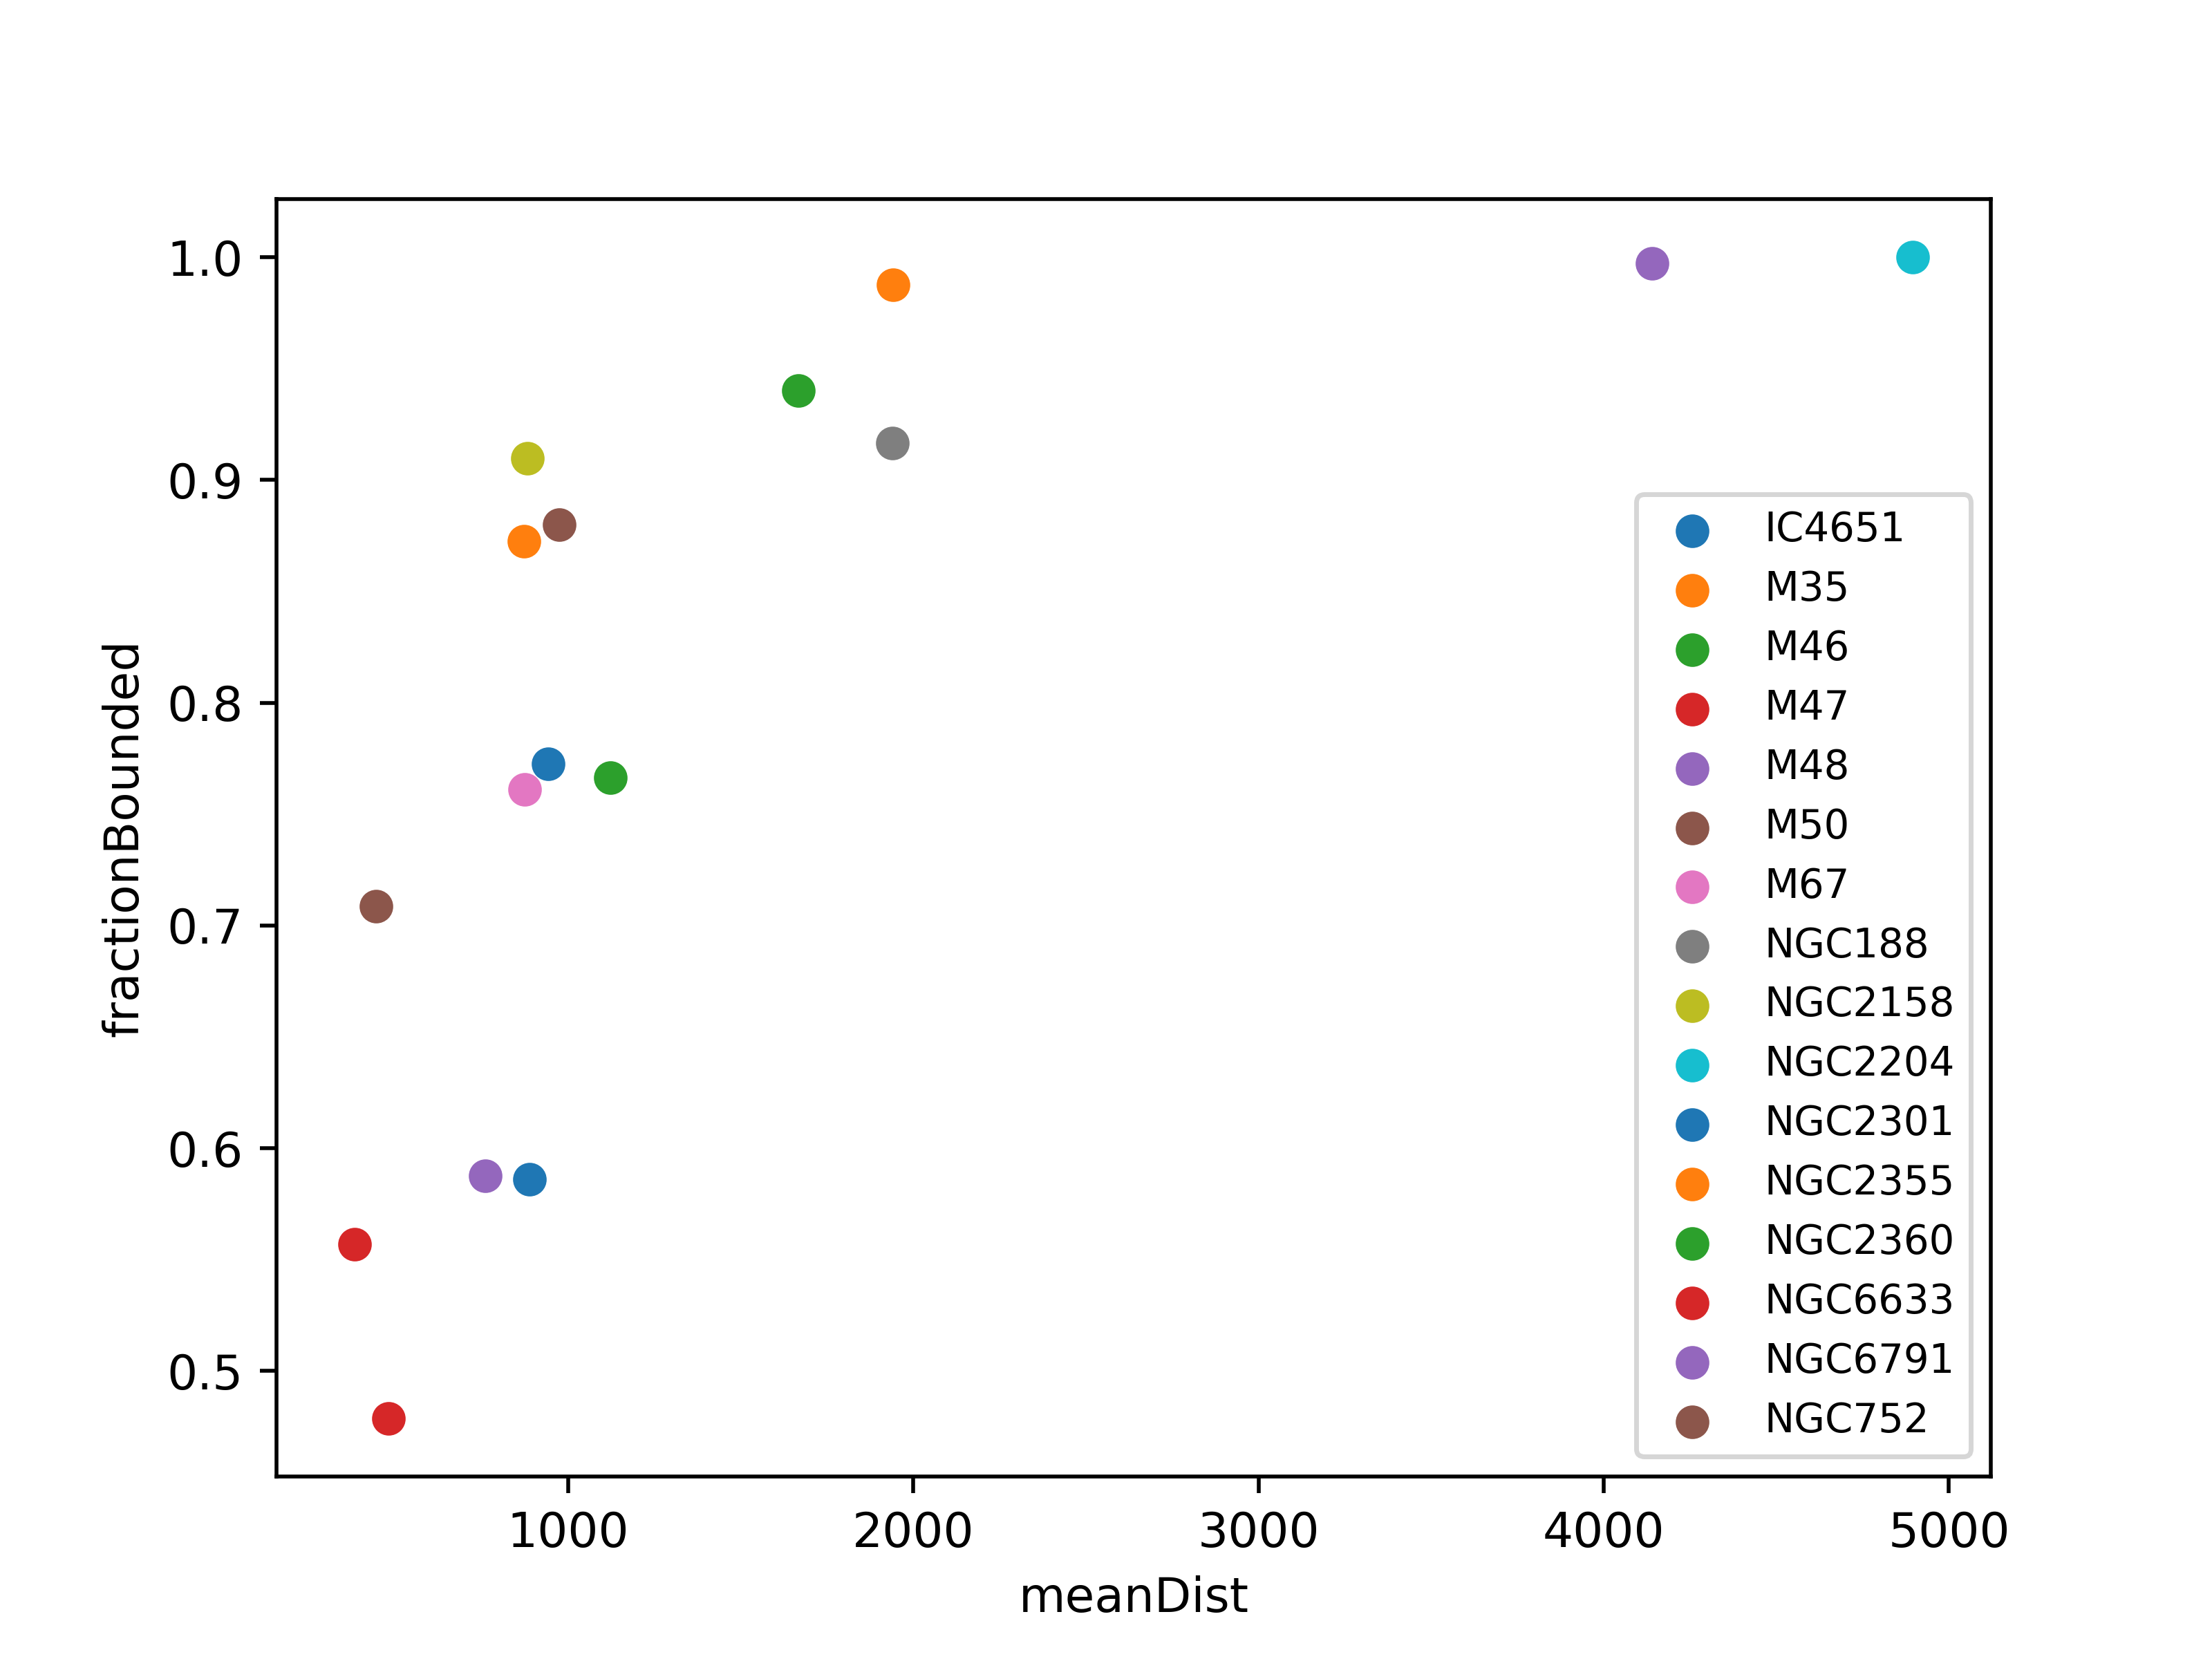 1.0
0.9
0.8
0.7
0.6
0.5
fractionBounded
1000 2000 3000 4000 5000
meanDist
IC4651
M35
M46
M47
M48
M50
M67
NGC188
NGC2158
NGC2204
NGC2301
NGC2355
NGC2360
NGC6633
NGC6791
NGC752